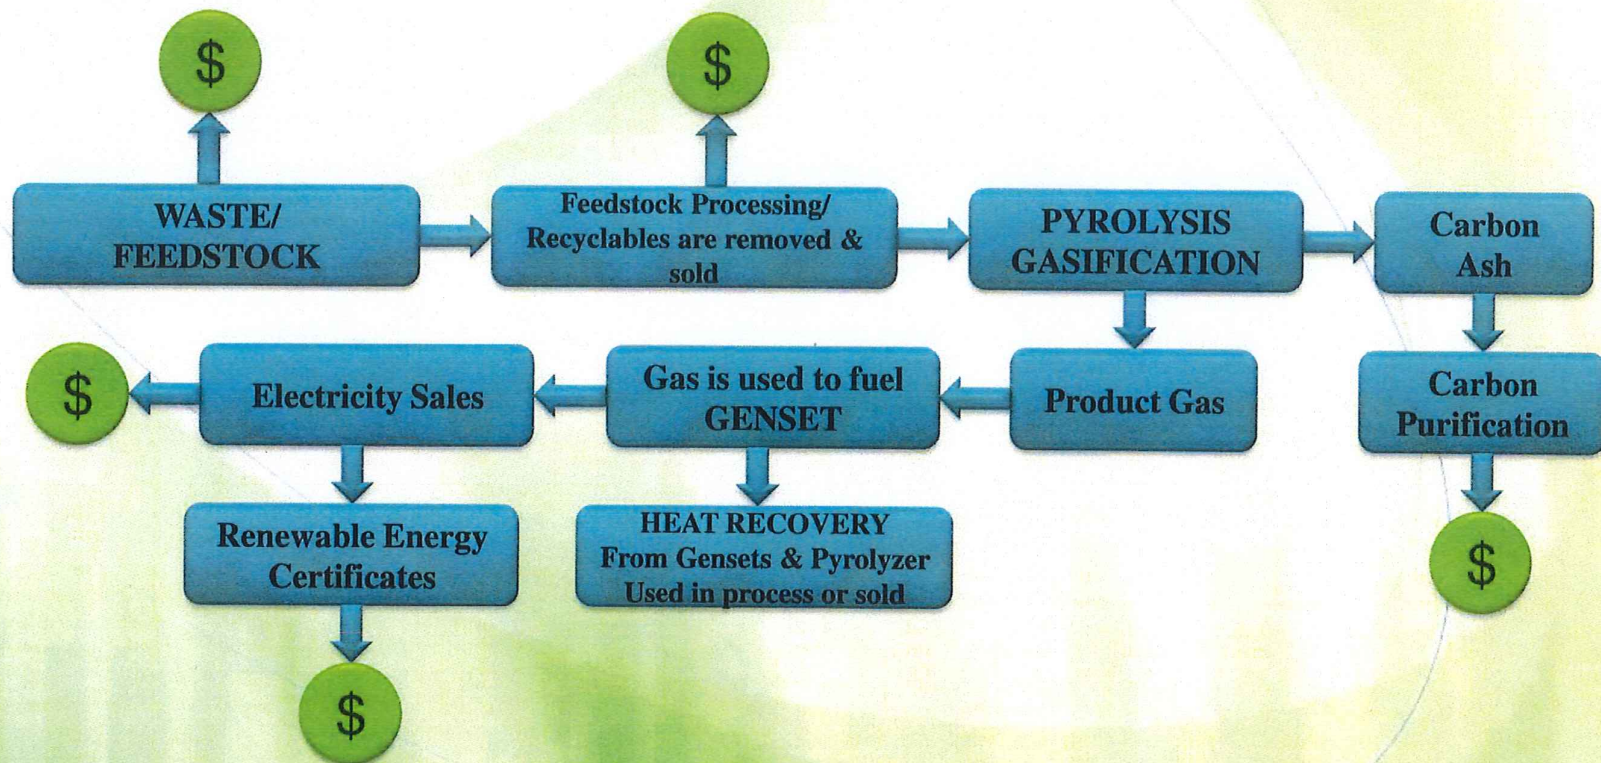 $
$
WASTE/
FEEDSTOCK
Feedstock Processing/
Recyclables are removed &
sold
PYROLYSIS
GASIFICATION
Carbon
Ash
$
Electricity Sales
Gas is used to fuel
GENSET
Product Gas
Carbon
Purification
Renewable Energy
Certificates
HEAT RECOVERY
From Gensets & Pyrolyzer
Used in process or sold
$
$